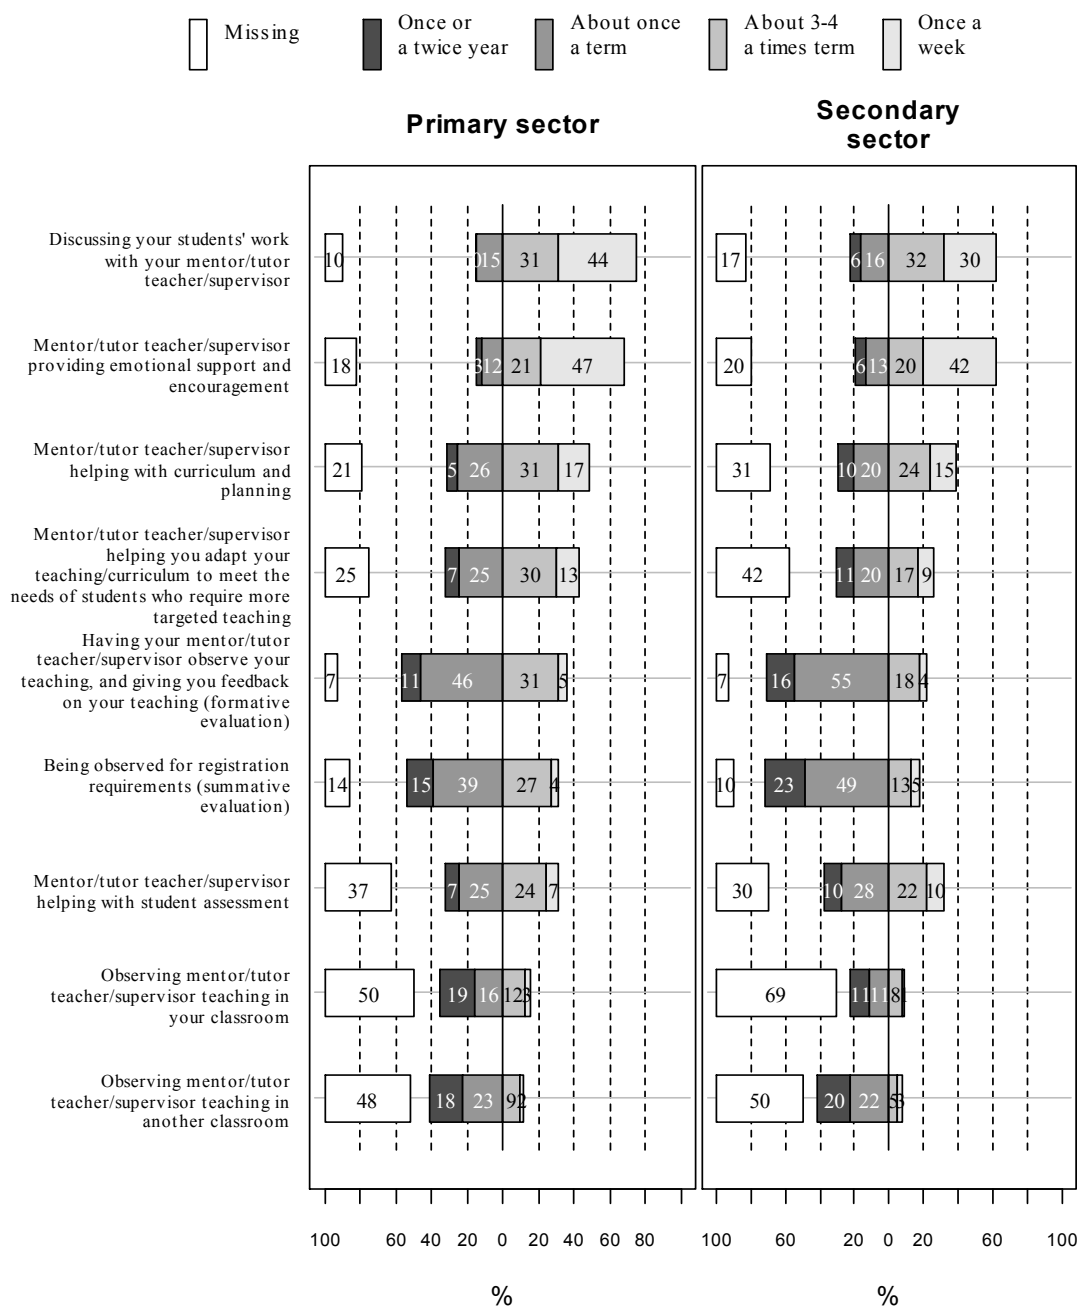 Missing
Once or
a twice year
About once
a term
About 3-4
a times term
Once a
week
Primary sector
Secondary
sector
Discussing your students' work
with your mentor/tutor
teacher/supervisor
10 0 15 31 44
17 6 16 32 30
Mentor/tutor teacher/supervisor
providing emotional support and
encouragement
18 3 12 21 47
20 6 13 20 42
Mentor/tutor teacher/supervisor
helping with curriculum and
planning
21 5 26 31 17
31 10 20 24 15
Mentor/tutor teacher/supervisor
helping you adapt your
teaching/curriculum to meet the
needs of students who require more
targeted teaching
25 7 25 30 13
42 11 20 17 9
Having your mentor/tutor
teacher/supervisor observe your
teaching, and giving you feedback
on your teaching (formative
evaluation)
7 11 46 31 5
7 16 55 18 4
Being observed for registration
requirements (summative
evaluation)
14 15 39 27 4
10 23 49 13 5
Mentor/tutor teacher/supervisor
helping with student assessment
37 7 25 24 7
30 10 28 22 10
Observing mentor/tutor
teacher/supervisor teaching in
your classroom
50 19 16 12 3
69 11 11 8 1
Observing mentor/tutor
teacher/supervisor teaching in
another classroom
48 18 23 9 2
50 20 22 5 3
100 60 40 20 0 20 40 60 80
100 60 20 0 20 60 100
%
%